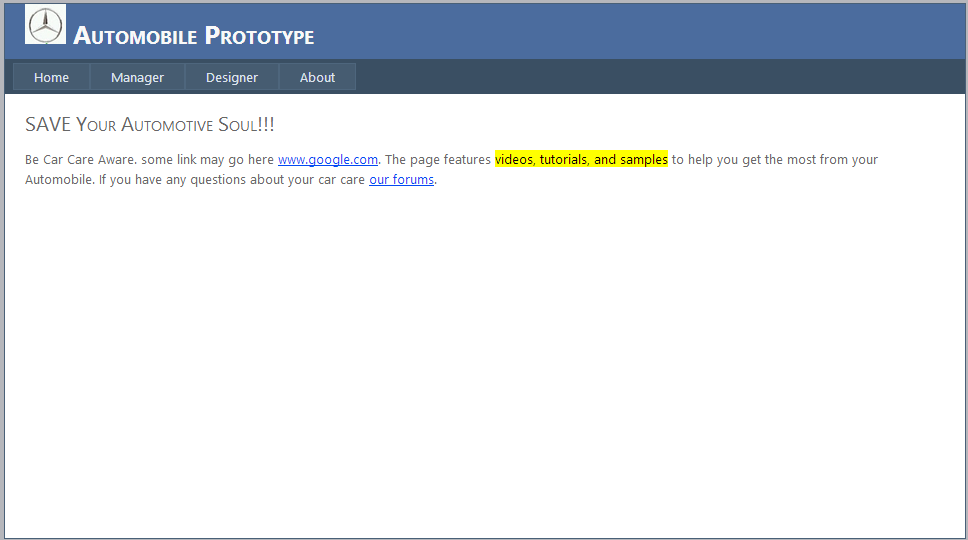 AUTOMOBILE PROTOTYPE
Home Manager Designer About
SAVE YOUR AUTOMOTIVE SOUL!!!
Be Car Care Aware. some link may go here www.google.com. The page features videos, tutorials, and samples to help you get the most from your
Automobile. If you have any questions about your car care our forums.